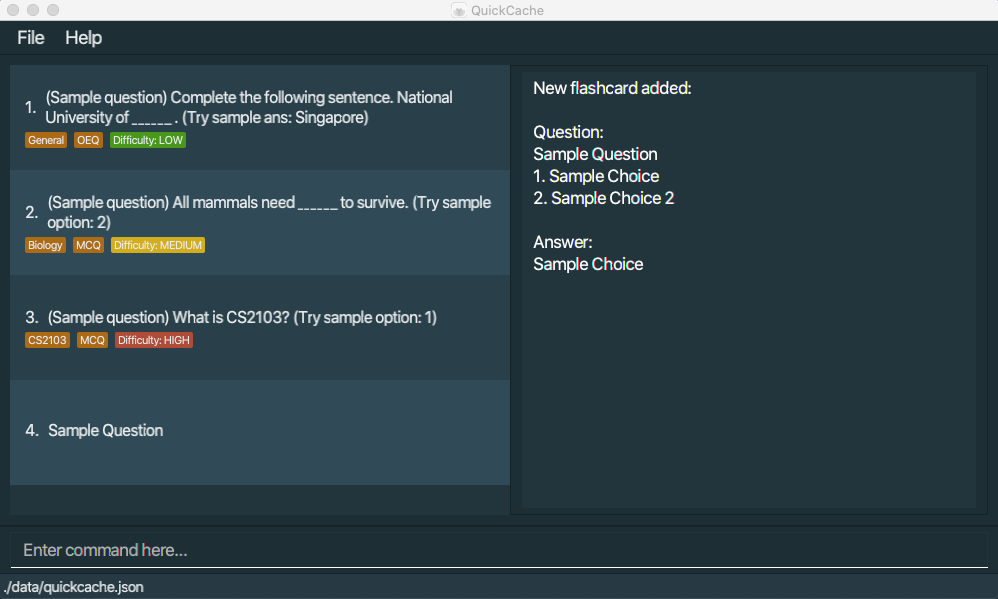 QuickCache
File Help
1. (Sample question) Complete the following sentence. National
University of ______ . (Try sample ans: Singapore)
General OEQ Difficulty: LOW
2. (Sample question) All mammals need ______ to survive. (Try sample
option: 2)
Biology MCQ Difficulty: MEDIUM
3. (Sample question) What is CS2103? (Try sample option: 1)
CS2103 MCQ Difficulty: HIGH
4. Sample Question
New flashcard added:
Question:
Sample Question
1. Sample Choice
2. Sample Choice 2
Answer:
Sample Choice
Enter command here...
./data/quickcache.json